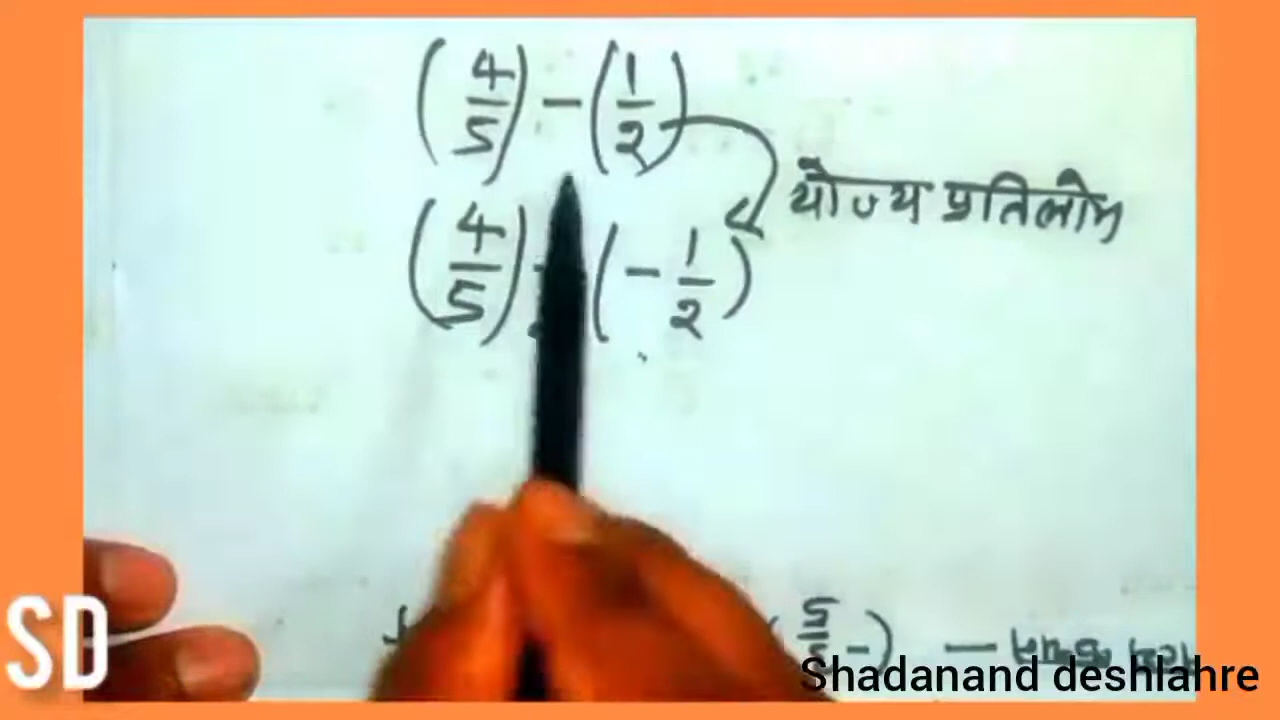 (4/5) - (1/2)
योज्य प्रतिलोम
(4/5) (- 1/2)
SD
Shadanand deshlahre